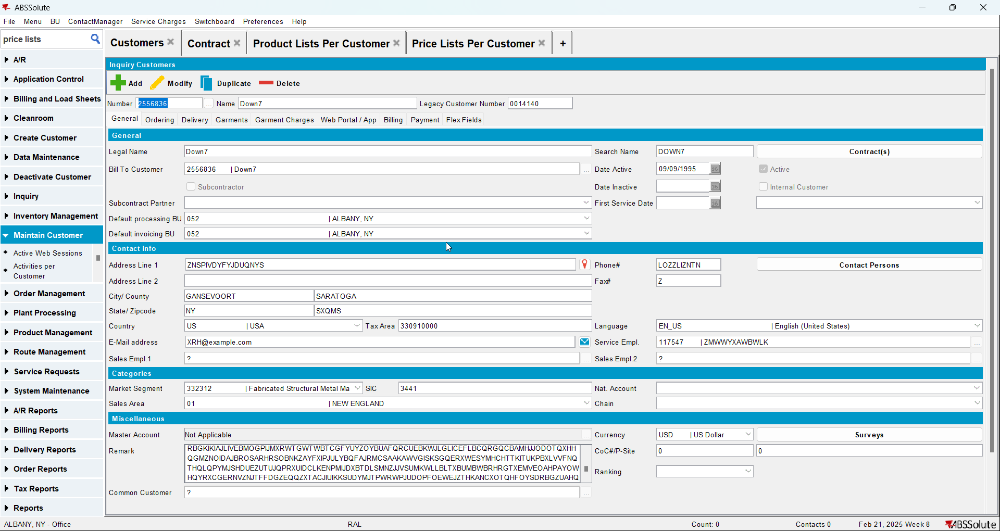 ABSSolute
File Menu BU ContactManager Service Charges Switchboard Preferences Help
price lists
Customers Contract Product Lists Per Customer Price Lists Per Customer +
A/R
Application Control
Billing and Load Sheets
Cleanroom
Create Customer
Data Maintenance
Deactivate Customer
Inquiry
Inventory Management
Maintain Customer
Active Web Sessions
Activities per
Customer
Order Management
Plant Processing
Product Management
Route Management
Service Requests
System Maintenance
A/R Reports
Billing Reports
Delivery Reports
Order Reports
Tax Reports
Reports
Inquiry Customers
Add Modify Duplicate Delete
Number 2556836 ... Name Down7 Legacy Customer Number 0014140
General Ordering Delivery Garments Garment Charges Web Portal / App Billing Payment Flex Fields
General
Legal Name Down7 Search Name DOWN7 Contract(s)
Bill To Customer 2556836 | Down7 ... Date Active 09/09/1995 16 Active
Subcontractor Date Inactive 16 Internal Customer
Subcontract Partner First Service Date 16
Default processing BU 052 | ALBANY, NY
Default invoicing BU 052 | ALBANY, NY
Contact info
Address Line 1 ZNSPIVDYFYJDUQNYS Phone# LOZZLIZNTN Contact Persons
Address Line 2 Fax# Z
City/ County GANSEVOORT SARATOGA
State/ Zipcode NY SXQMS
Country US | USA Tax Area 330910000 Language EN_US | English (United States)
E-Mail address XRH@example.com Service Empl. 117547 | ZMWWYXAWBWLK ...
Sales Empl.1 ? ... Sales Empl.2 ? ...
Categories
Market Segment 332312 | Fabricated Structural Metal Ma SIC 3441 Nat. Account
Sales Area 01 | NEW ENGLAND Chain
Miscellaneous
Master Account Not Applicable ... Currency USD | US Dollar Surveys
Remark RBGKIKIAJLIVEBMOGPIJMXRWTGWTWBTCGFYUYZOYBUAFQRCUEBKWJLGLICEFLBCQRGQCBAMHJJODOTQXHH CoC#/P-Site 0 0
QGMZNOIDAJBROSARHRSOBNKZAYFXIPJULYBQFAJRMCSAAKAWVGISKSGQERXWESYMHCHTTKITUKPBXLVVFNQ
THQLQPYMJSHDUEZUTUJQPRXUIDCLKENPMIJDXBTDLSMNZJJVSUMKWLLBLTXBUMBWBRHRGTXEMVEOAHPAYOW
HQYRXCGERNVZNJTFFDGZEQQZXTACJIUIKKSUDYMJTPWRWPJUDOPFOEWEJZTHKANCXOTQHFOYSDRBGZUAHQ
Ranking
Common Customer ? ...
ALBANY, NY - Office RAL Count: 0 Contacts 0 Feb 21, 2025 Week 8 ABSSolute